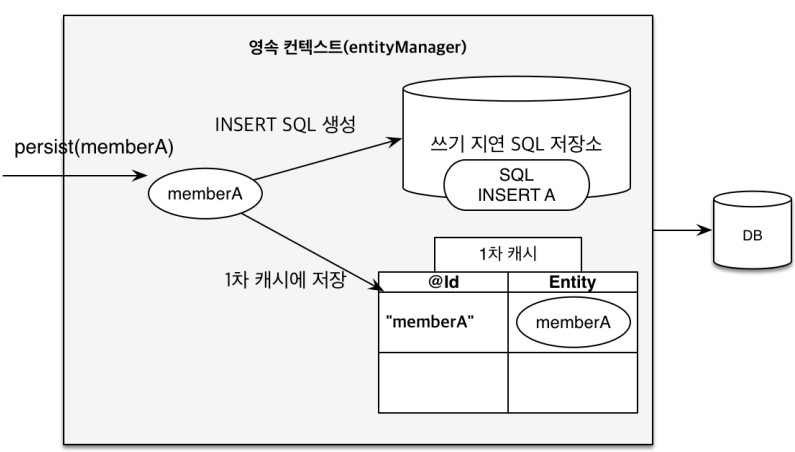 영속 컨텍스트(entityManager)
persist(memberA)
memberA
INSERT SQL 생성
쓰기 지연 SQL 저장소
SQL
INSERT A
1차 캐시에 저장
1차 캐시
@Id Entity
"memberA" memberA
DB